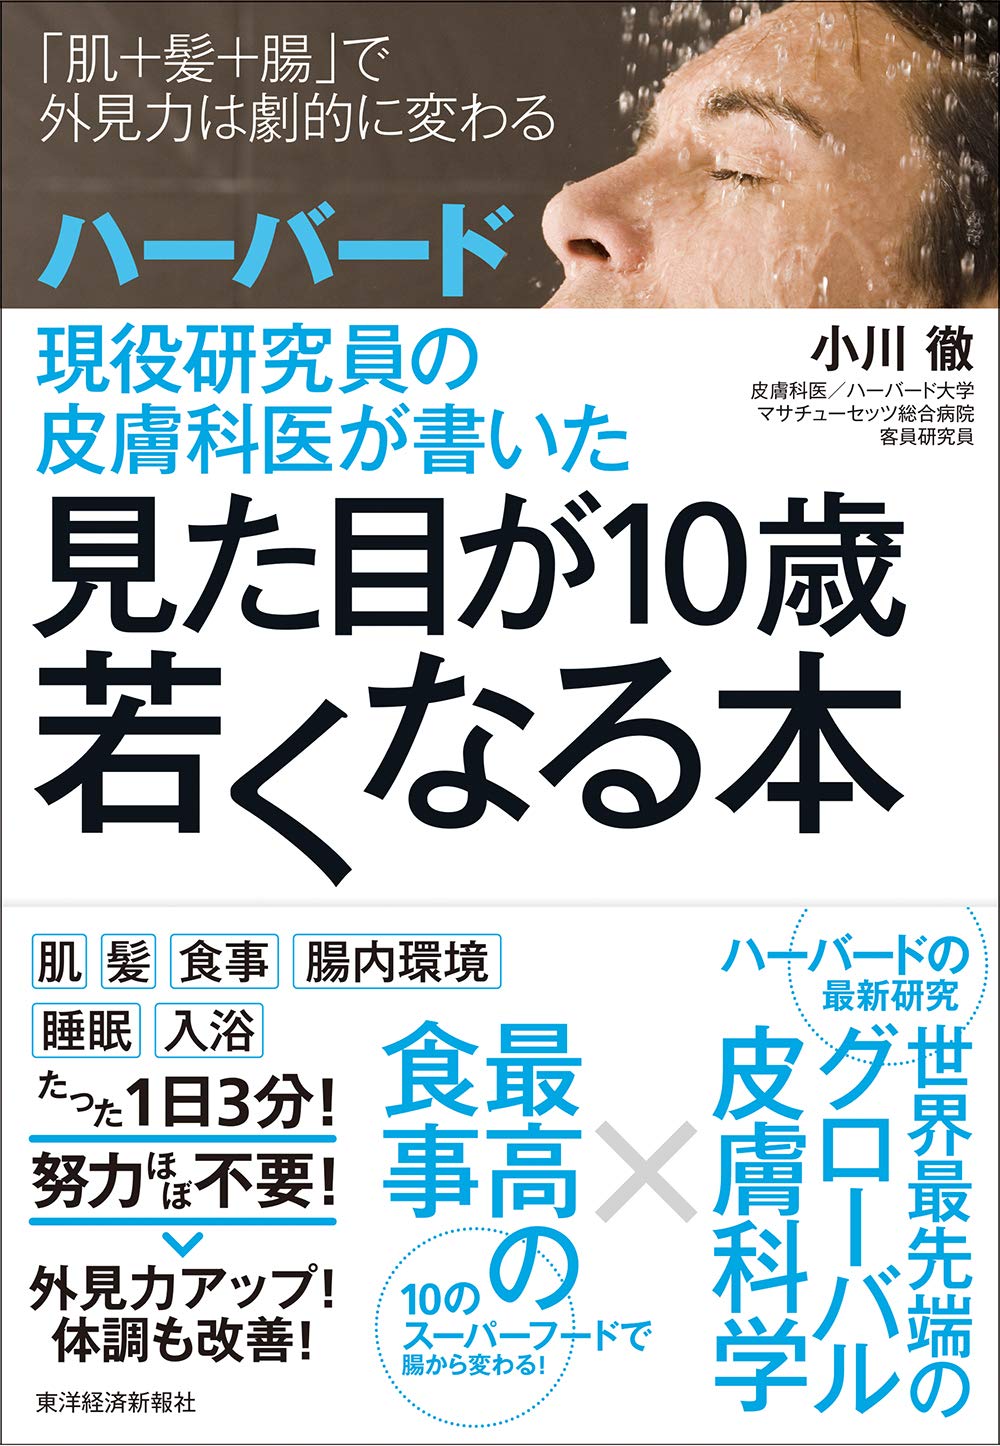 「肌+髪+腸」で
外見力は劇的に変わる
ハーバード
現役研究員の
皮膚科医が書いた
見た目が10歳
若くなる本
小川 徹
皮膚科医／ハーバード大学
マサチューセッツ総合病院
客員研究員
肌 髪 食事 腸内環境
睡眠 入浴
たった1日3分!
努力ほぼ不要!
外見力アップ!
体調も改善!
東洋経済新報社
ハーバードの
最新研究
世界最先端の
グローバル
皮膚科学
×
最高の
食事
10の
スーパーフードで
腸から変わる!